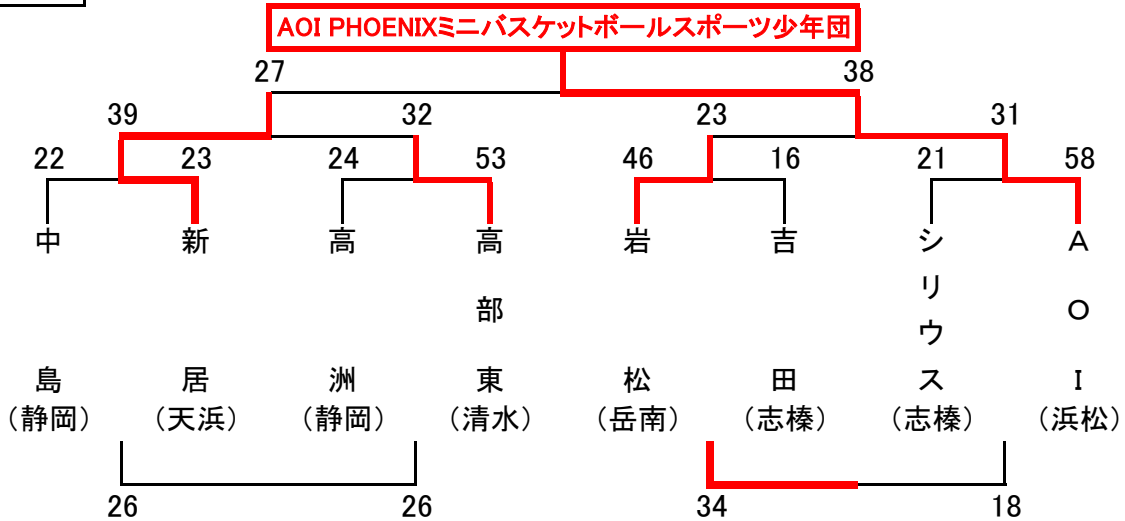 AOI PHOENIXミニバスケットボールスポーツ少年団
27 38
39 32 23 31
22 23 24 53 46 16 21 58
中島 新居 高洲 高部東 岩松 吉田 シリウス AOI
(静岡) (天浜) (静岡) (清水) (岳南) (志榛) (志榛) (浜松)
26 26 34 18